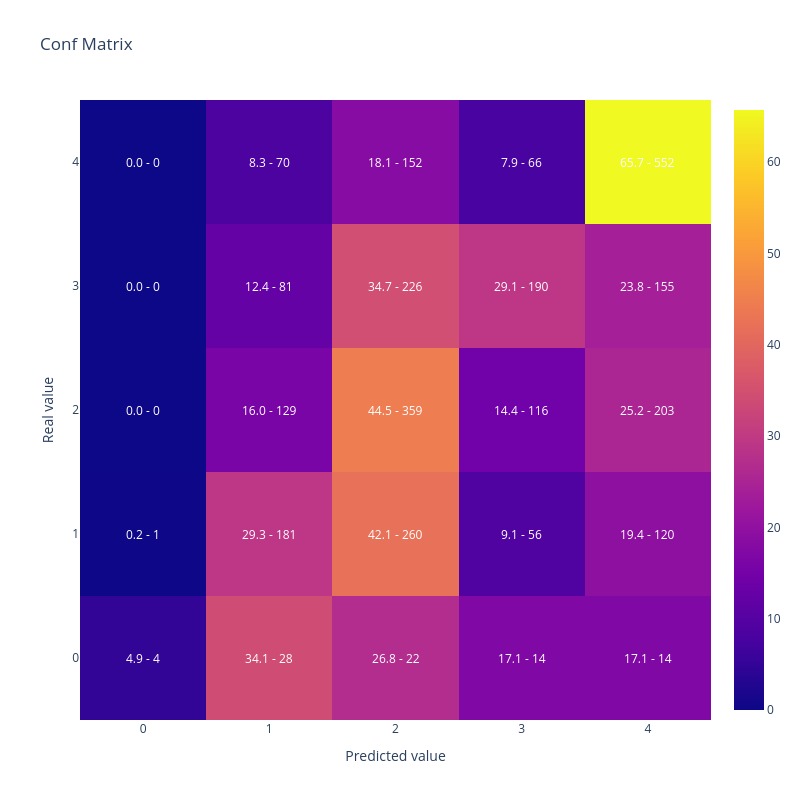 Conf Matrix
4
0.0 - 0
8.3 - 70
18.1 - 152
7.9 - 66
65.7 - 552
3
0.0 - 0
12.4 - 81
34.7 - 226
29.1 - 190
23.8 - 155
2
0.0 - 0
16.0 - 129
44.5 - 359
14.4 - 116
25.2 - 203
1
0.2 - 1
29.3 - 181
42.1 - 260
9.1 - 56
19.4 - 120
0
4.9 - 4
34.1 - 28
26.8 - 22
17.1 - 14
17.1 - 14
0
1
2
3
4
Predicted value
Real value
60
50
40
30
20
10
0